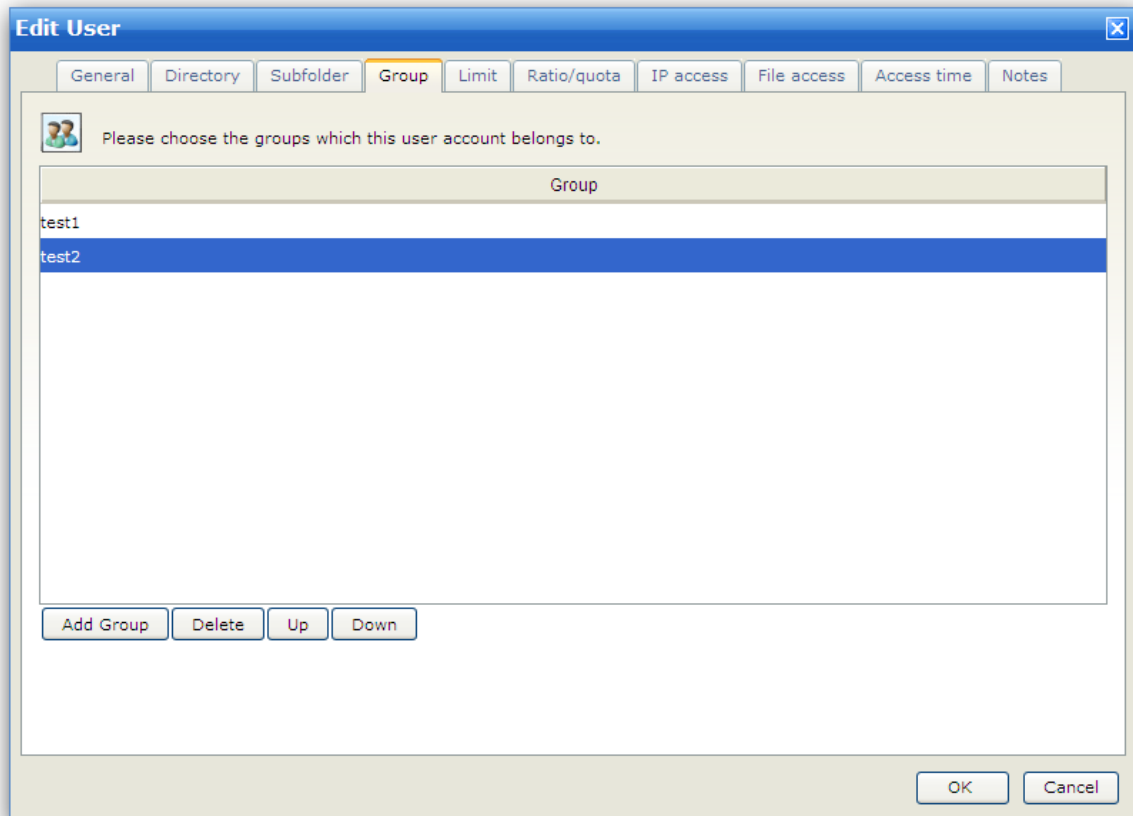 Edit User
General Directory Subfolder Group Limit Ratio/quota IP access File access Access time Notes
Please choose the groups which this user account belongs to.
Group
test1
test2
Add Group Delete Up Down
OK Cancel